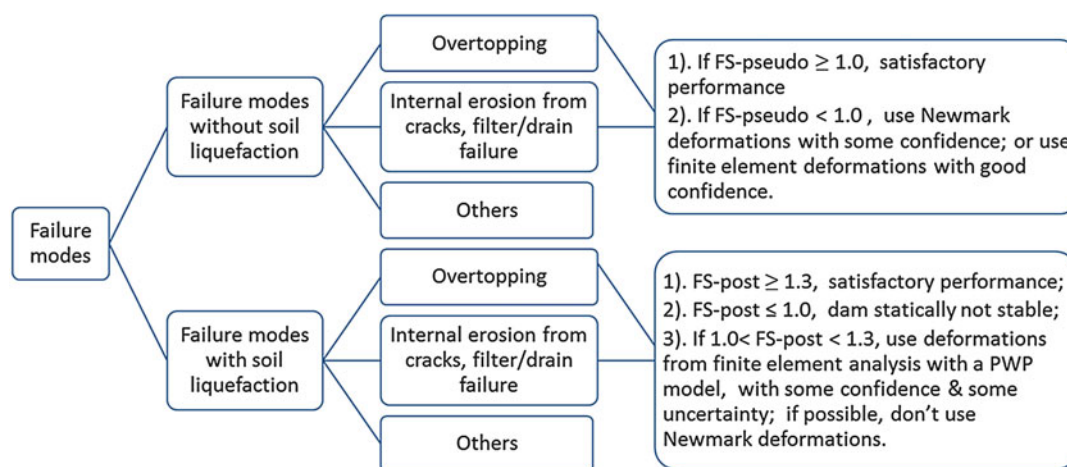 Failure
modes
Failure modes
without soil
liquefaction
Overtopping
Internal erosion from
cracks, filter/drain
failure
Others
1). If FS-pseudo ≥ 1.0, satisfactory
performance
2). If FS-pseudo < 1.0 , use Newmark
deformations with some confidence; or use
finite element deformations with good
confidence.
Failure modes
with soil
liquefaction
Overtopping
Internal erosion from
cracks, filter/drain
failure
Others
1). FS-post ≥ 1.3, satisfactory performance;
2). FS-post ≤ 1.0, dam statically not stable;
3). If 1.0< FS-post < 1.3, use deformations
from finite element analysis with a PWP
model, with some confidence & some
uncertainty; if possible, don’t use
Newmark deformations.